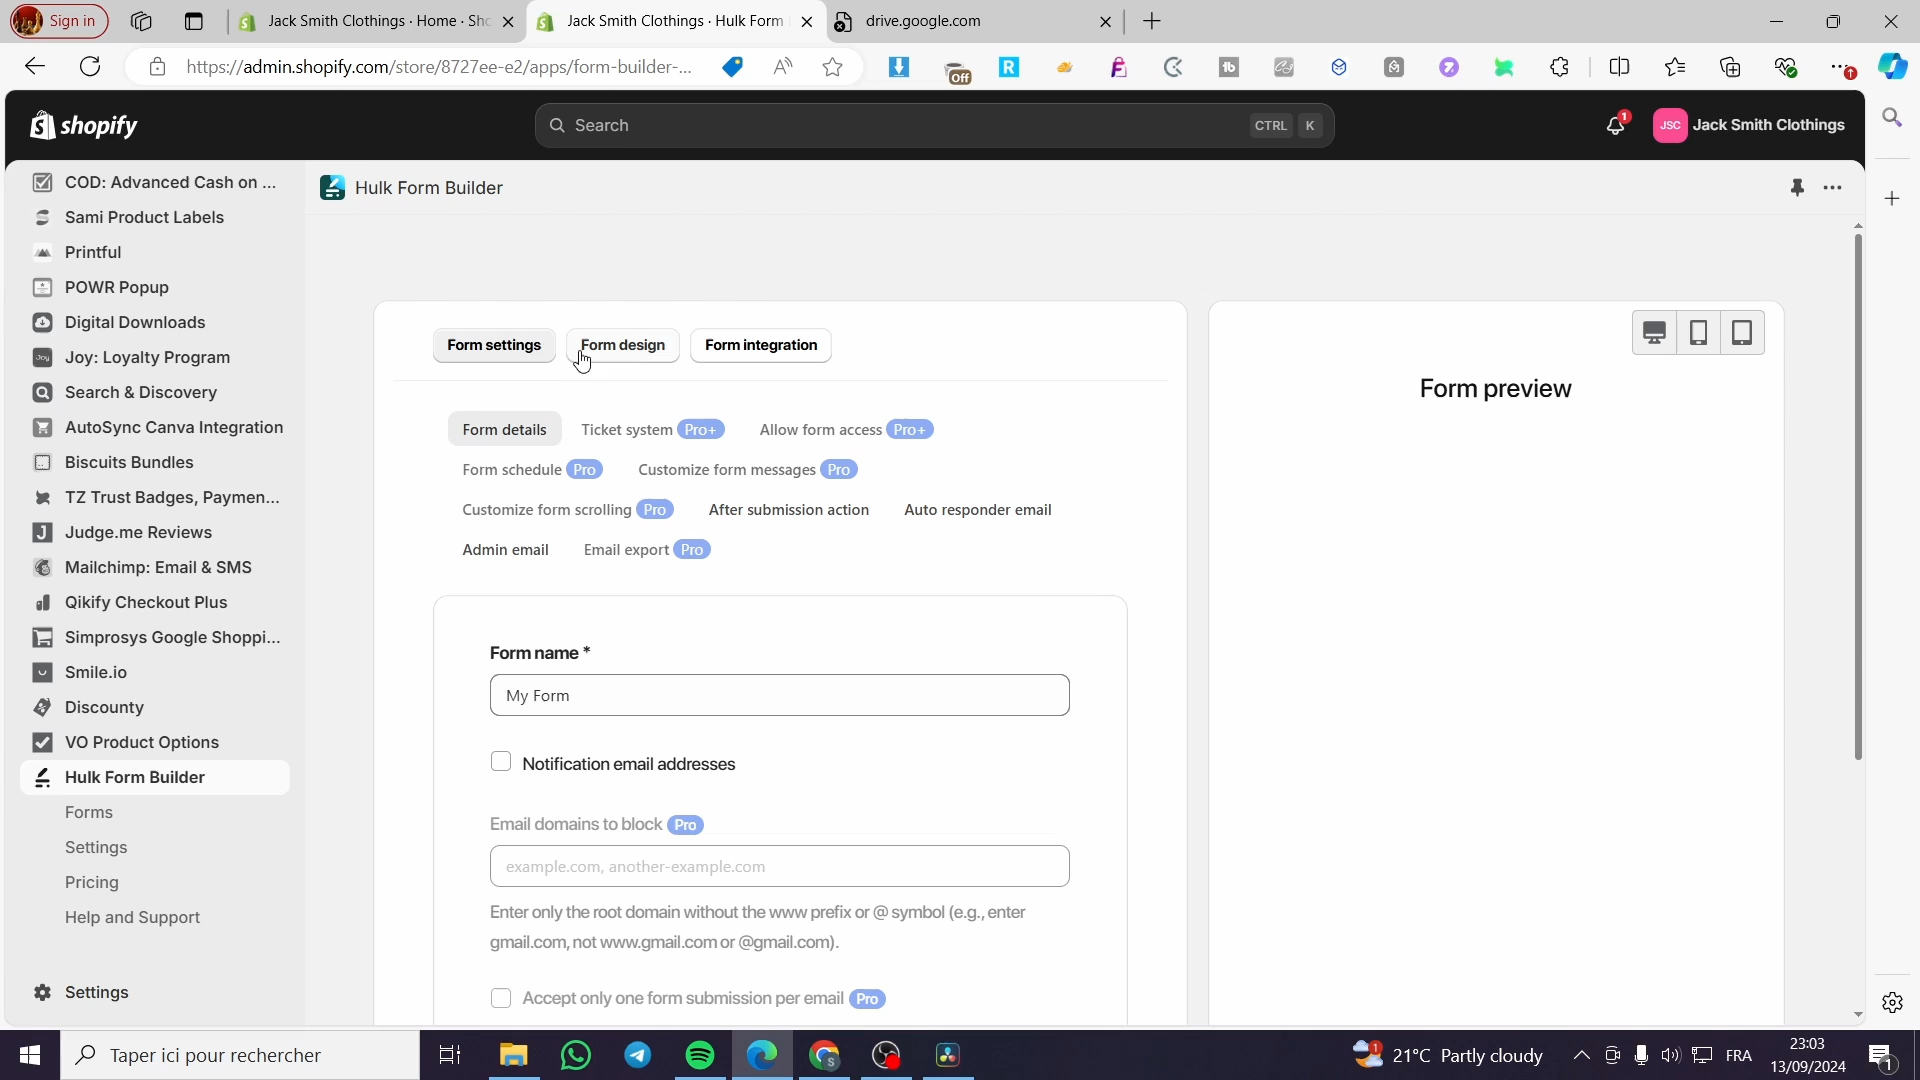 Sign in
Jack Smith Clothings · Home · Sho
Jack Smith Clothings · Hulk Form
drive.google.com
https://admin.shopify.com/store/8727ee-e2/apps/form-builder-...
Off
shopify
Search
CTRL K
1
JSC
Jack Smith Clothings
COD: Advanced Cash on ...
Sami Product Labels
Printful
POWR Popup
Digital Downloads
Joy: Loyalty Program
Search & Discovery
AutoSync Canva Integration
Biscuits Bundles
TZ Trust Badges, Paymen...
Judge.me Reviews
Mailchimp: Email & SMS
Qikify Checkout Plus
Simprosys Google Shoppi...
Smile.io
Discounty
VO Product Options
Hulk Form Builder
Forms
Settings
Pricing
Help and Support
Settings
Hulk Form Builder
Form settings
Form design
Form integration
Form details
Ticket system Pro+
Allow form access Pro+
Form schedule Pro
Customize form messages Pro
Customize form scrolling Pro
After submission action
Auto responder email
Admin email
Email export Pro
Form name *
My Form
Notification email addresses
Email domains to block Pro
example.com, another-example.com
Enter only the root domain without the www prefix or @ symbol (e.g., enter
gmail.com, not www.gmail.com or @gmail.com).
Accept only one form submission per email Pro
Form preview
Taper ici pour rechercher
21°C Partly cloudy
FRA
23:03
13/09/2024
1